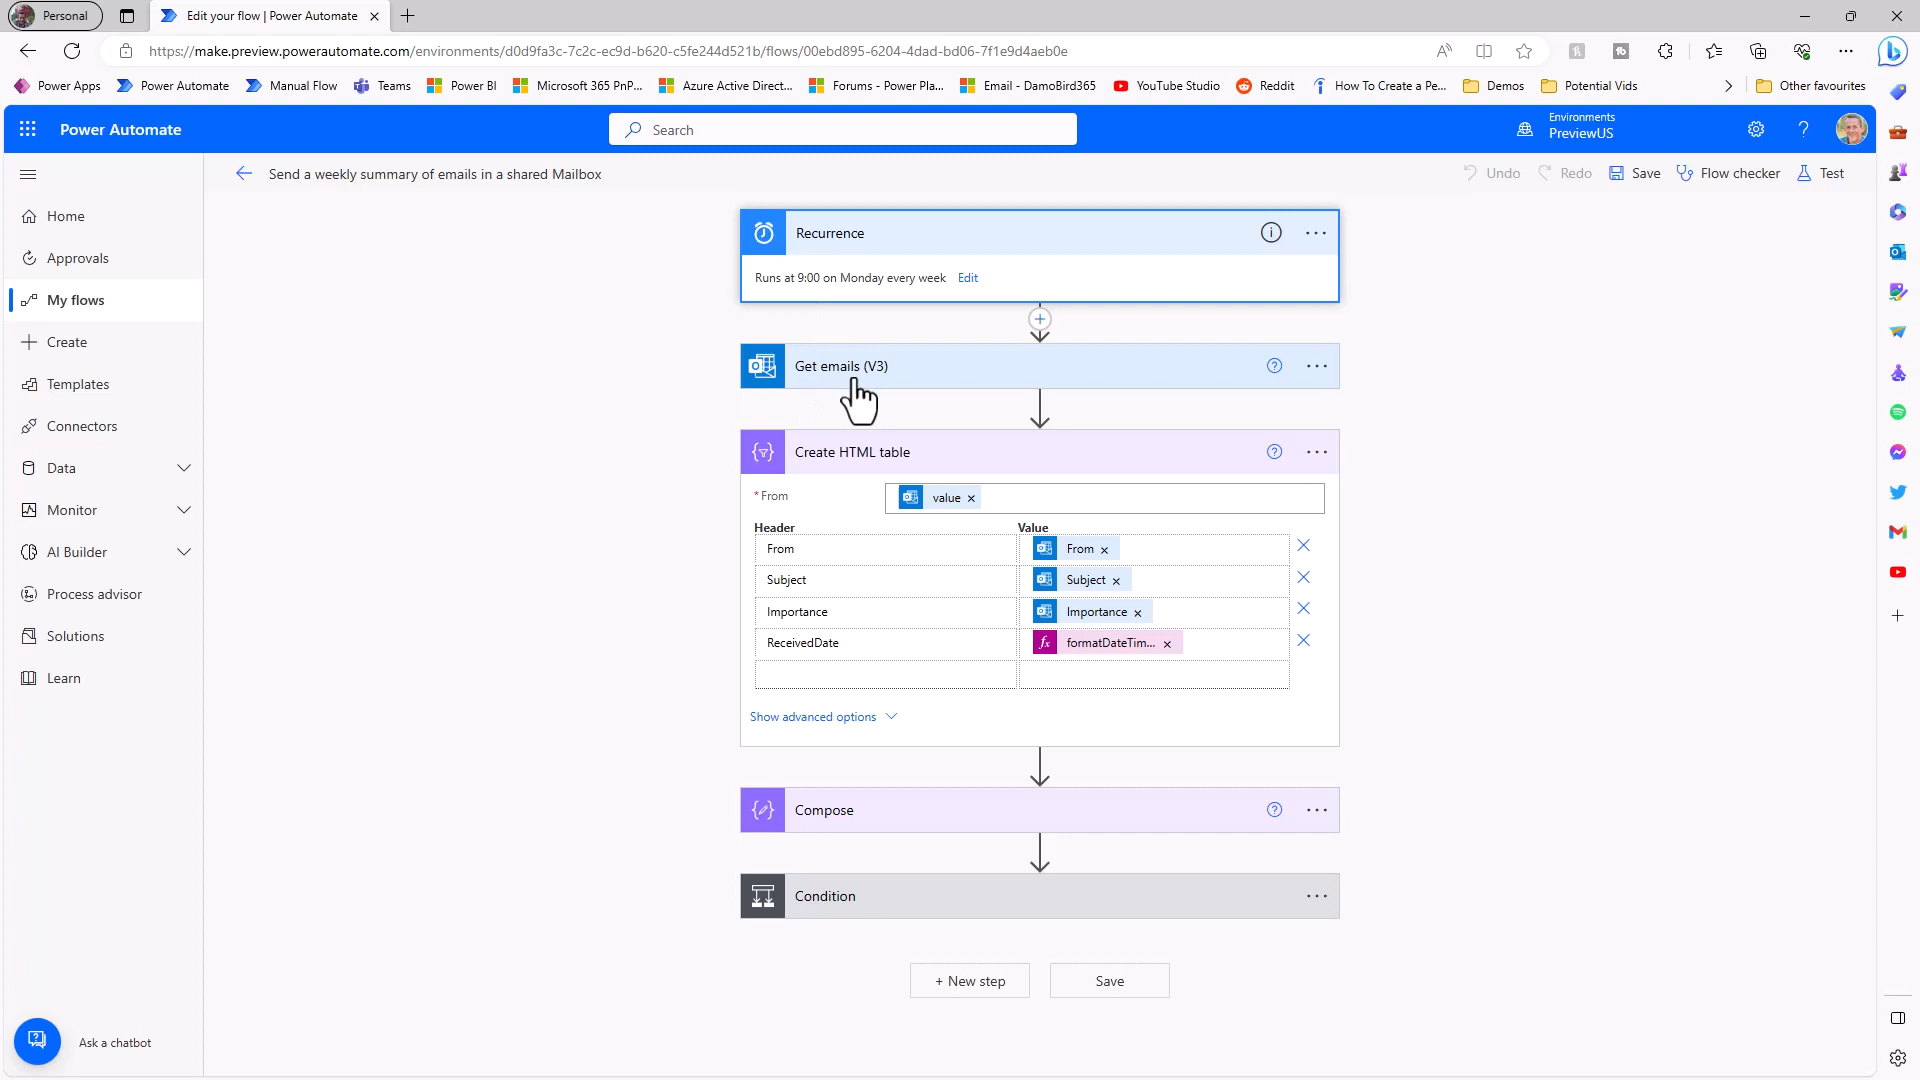 Personal
Edit your flow | Power Automate
https://make.preview.powerautomate.com/environments/d0d9fa3c-7c2c-ec9d-b620-c5fe244d521b/flows/00ebd895-6204-4dad-bd06-7f1e9d4aeb0e
Power Apps
Power Automate
Manual Flow
Teams
Power BI
Microsoft 365 PnP...
Azure Active Direct...
Forums - Power Pla...
Email - DamoBird365
YouTube Studio
Reddit
How To Create a Pe...
Demos
Potential Vids
Other favourites
Power Automate
Search
Environments
PreviewUS
Send a weekly summary of emails in a shared Mailbox
Undo
Redo
Save
Flow checker
Test
Home
Approvals
My flows
Create
Templates
Connectors
Data
Monitor
AI Builder
Process advisor
Solutions
Learn
Ask a chatbot
Recurrence
Runs at 9:00 on Monday every week Edit
Get emails (V3)
Create HTML table
* From
value
Header Value
From From
Subject Subject
Importance Importance
ReceivedDate fx formatDateTim...
Show advanced options
Compose
Condition
+ New step
Save